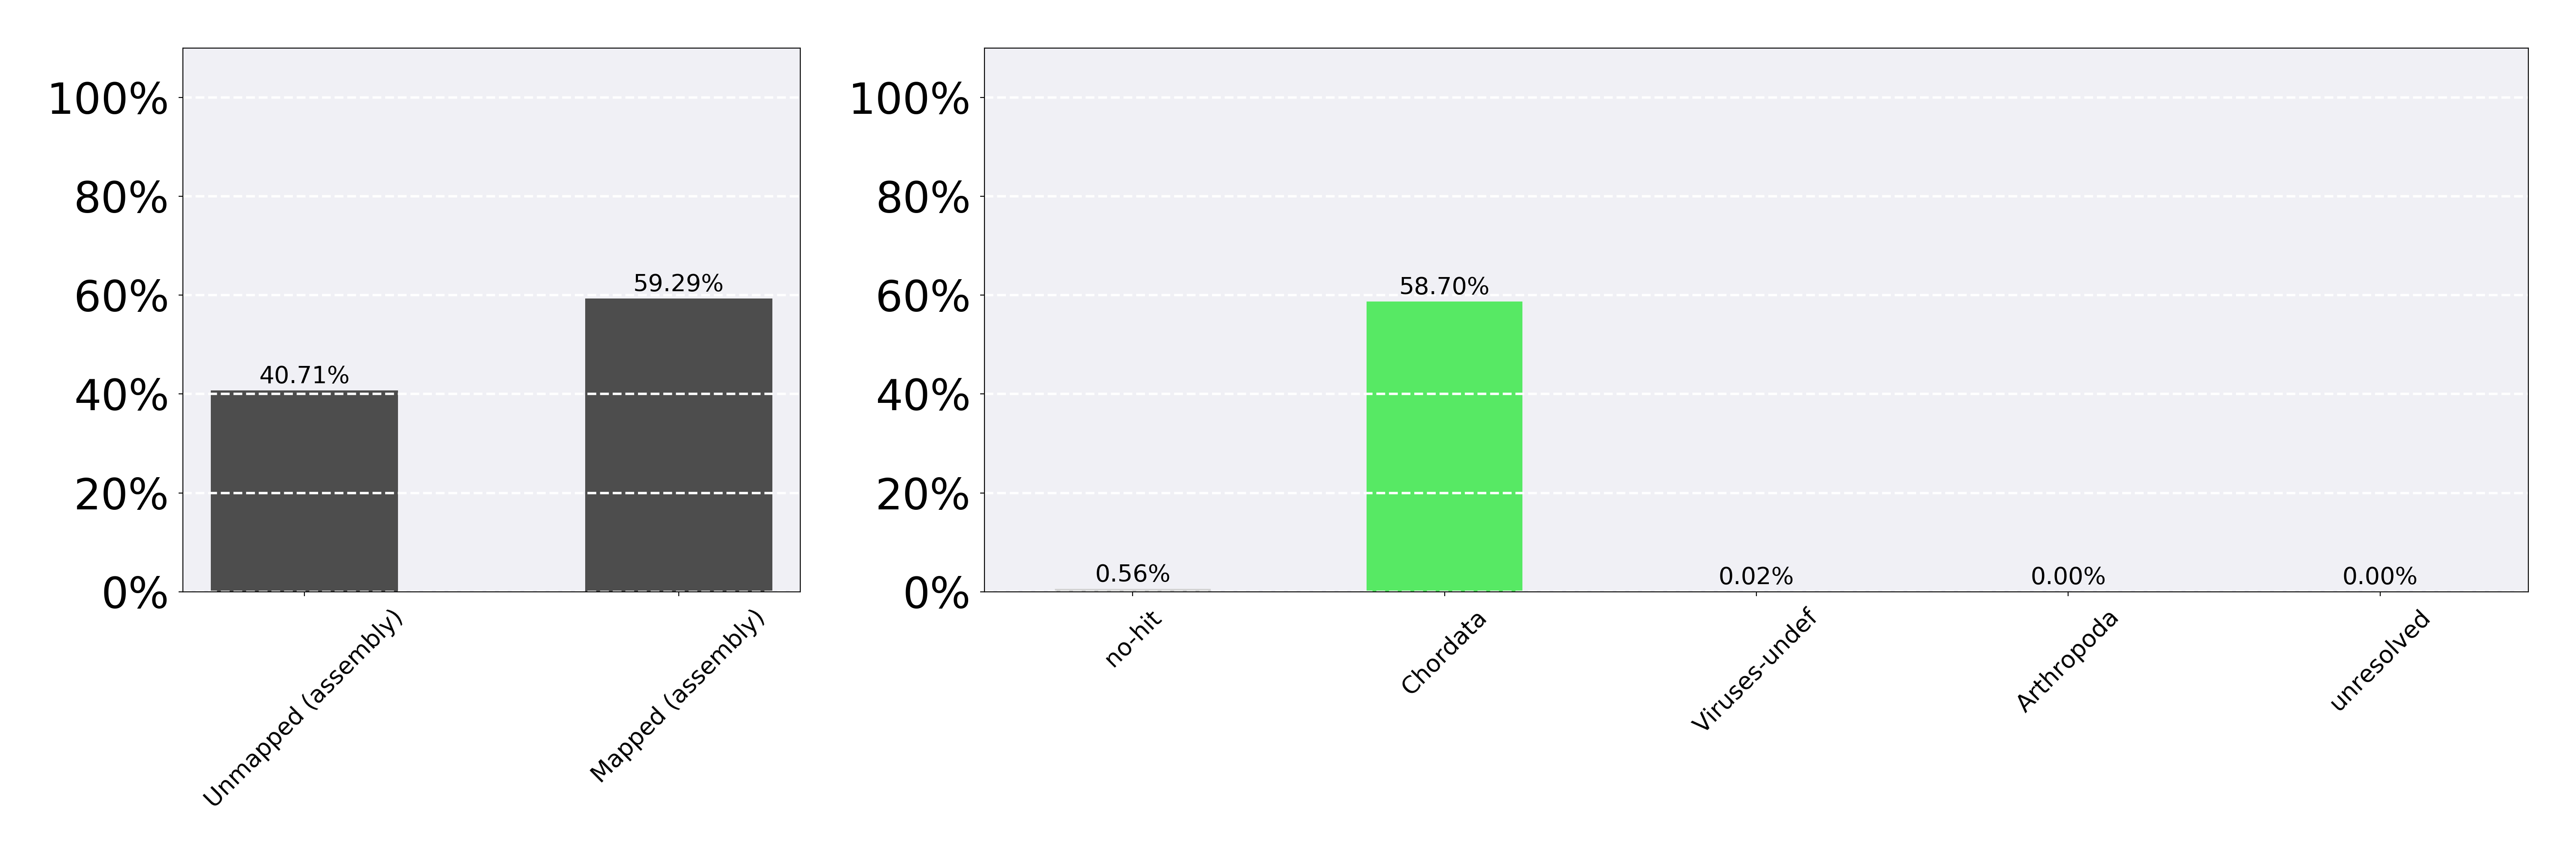 100%
80%
60%
40%
20%
0%
40.71%
59.29%
Unmapped (assembly)
Mapped (assembly)
100%
80%
60%
40%
20%
0%
0.56%
58.70%
0.02%
0.00%
0.00%
no-hit
Chordata
Viruses-undef
Arthropoda
unresolved